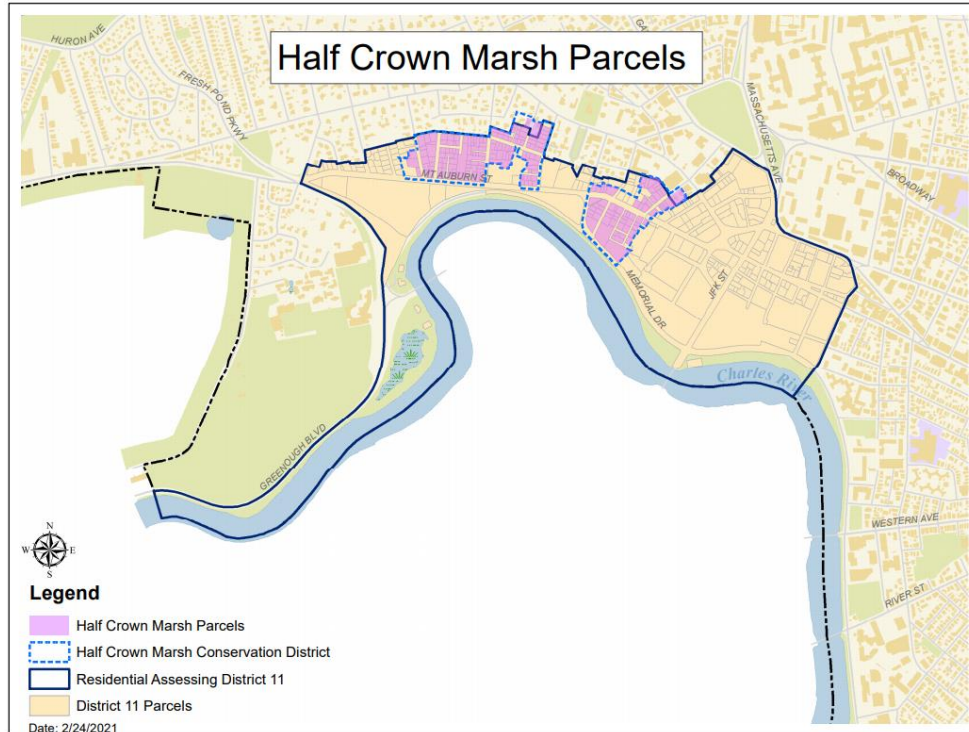 Half Crown Marsh Parcels
HURON AVE
FRESH POND PKWY
MASSACHUSETTS AVE
BROADWAY
MT AUBURN ST
MEMORIAL DR
JFK ST
Charles River
GREENOUGH BLVD
WESTERN AVE
RIVER ST
N
W E
S
Legend
Half Crown Marsh Parcels
Half Crown Marsh Conservation District
Residential Assessing District 11
District 11 Parcels
Date: 2/24/2021